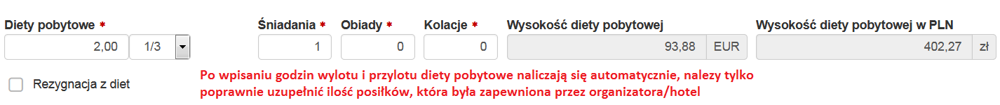 Diety pobytowe * Śniadania * Obiady * Kolacje * Wysokość diety pobytowej Wysokość diety pobytowej w PLN
2,00 1/3 1 0 0 93,88 EUR 402,27 zł
Rezygnacja z diet
Po wpisaniu godzin wylotu i przylotu diety pobytowe naliczają się automatycznie, nalezy tylko
poprawnie uzupełnić ilość posiłków, która była zapewniona przez organizatora/hotel